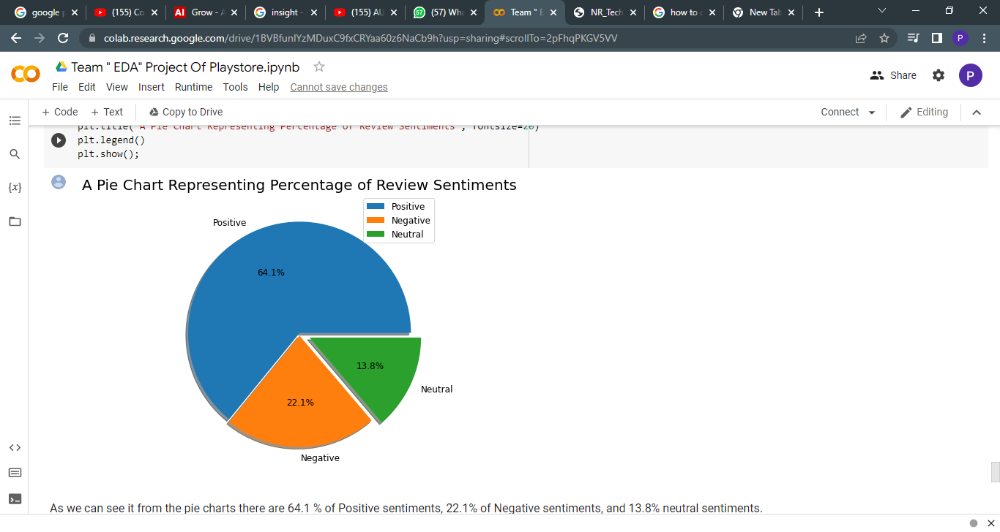 google p
(155) Co
Grow - A
insight -
(155) AU
(57) Wha
Team " E
NR_Tech
how to c
New Tab
colab.research.google.com/drive/1BVBfunIYzMDuxC9fxCRYaa60z6NaCb9h?usp=sharing#scrollTo=2pFhqPKGV5VV
P
Team " EDA" Project Of Playstore.ipynb
File Edit View Insert Runtime Tools Help Cannot save changes
Share
P
+ Code + Text Copy to Drive
Connect Editing
plt.title('A Pie Chart Representing Percentage of Review Sentiments', fontsize=20)
plt.legend()
plt.show();
{x}
A Pie Chart Representing Percentage of Review Sentiments
Positive
Negative
Neutral
Positive
64.1%
13.8%
Neutral
22.1%
Negative
As we can see it from the pie charts there are 64.1 % of Positive sentiments, 22.1% of Negative sentiments, and 13.8% neutral sentiments.